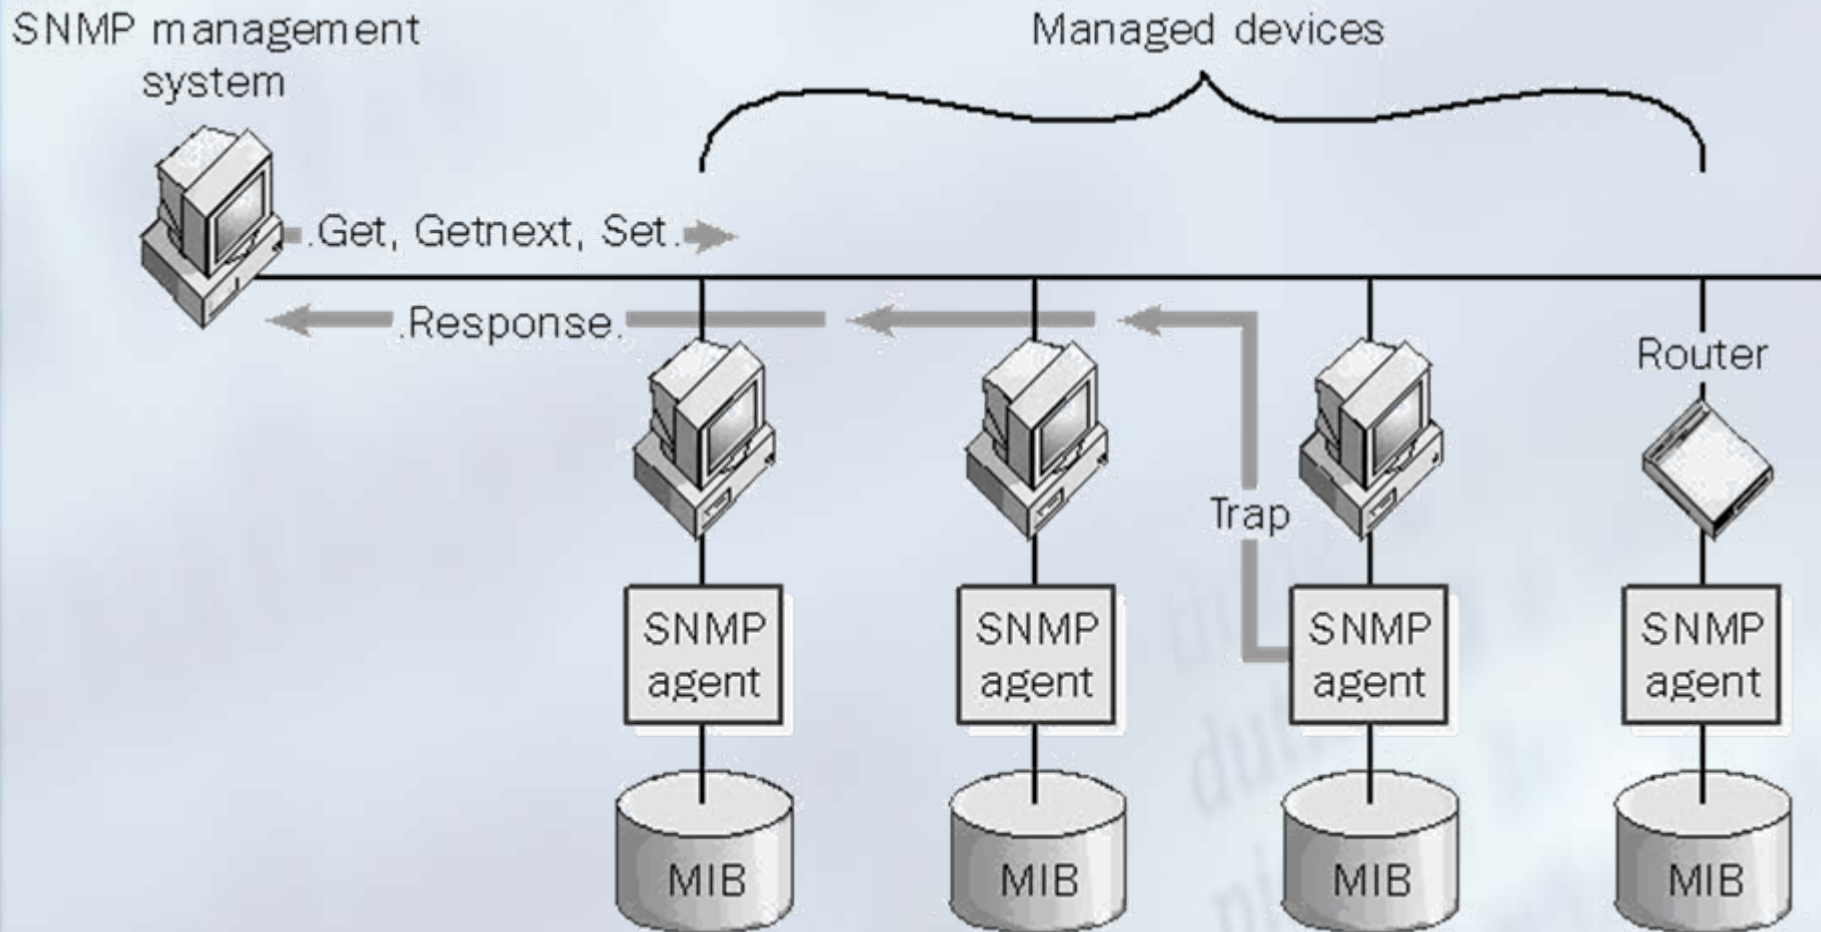 SNMP management
system
Managed devices
.Get, Getnext, Set.
.Response.
Router
Trap
SNMP
agent
SNMP
agent
SNMP
agent
SNMP
agent
MIB
MIB
MIB
MIB